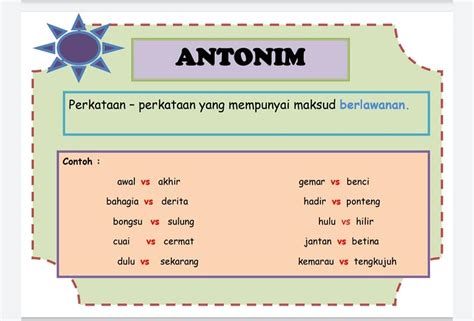 ANTONIM
Perkataan – perkataan yang mempunyai maksud berlawanan.
Contoh :
awal vs akhir
bahagia vs derita
bongsu vs sulung
cuai vs cermat
dulu vs sekarang
gemar vs benci
hadir vs ponteng
hulu vs hilir
jantan vs betina
kemarau vs tengkujuh